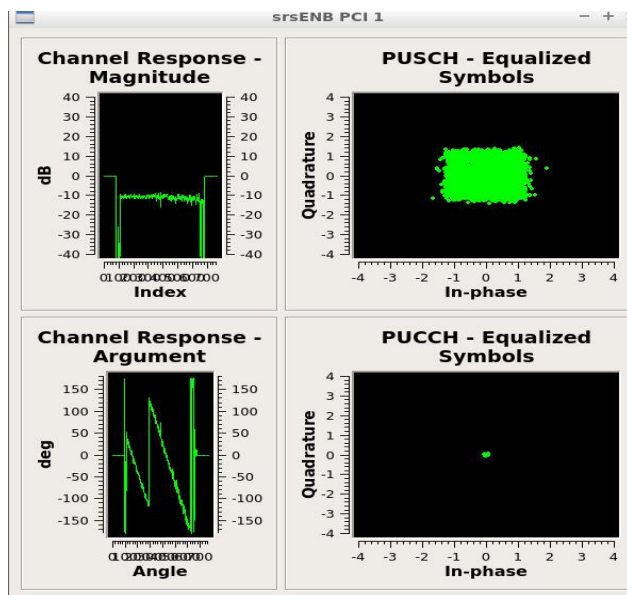 srsENB PCI 1
Channel Response -
Magnitude
40 40
30 30
20 20
10 10
0 0
-10 -10
-20 -20
-30 -30
-40 -40
dB
Index
PUSCH - Equalized
Symbols
4
3
2
1
0
-1
-2
-3
-4
Quadrature
-4 -3 -2 -1 0 1 2 3 4
In-phase
Channel Response -
Argument
150 150
100 100
50 50
0 0
-50 -50
-100 -100
-150 -150
deg
Angle
PUCCH - Equalized
Symbols
4
3
2
1
0
-1
-2
-3
-4
Quadrature
-4 -3 -2 -1 0 1 2 3 4
In-phase